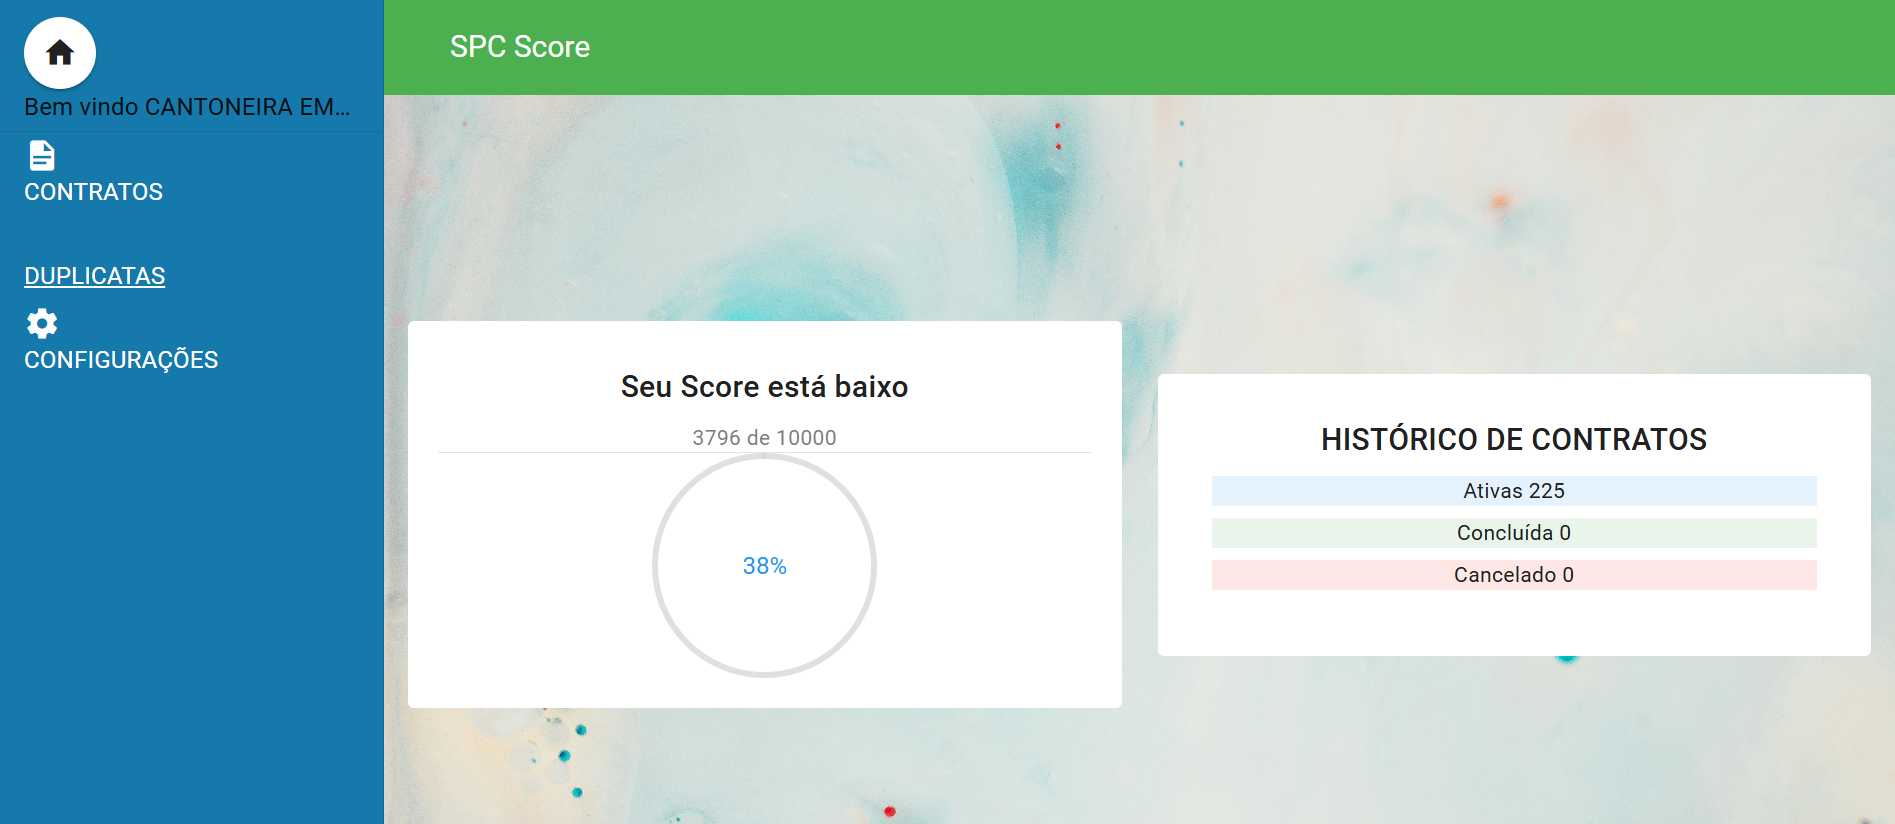 SPC Score
Bem vindo CANTONEIRA EM...
CONTRATOS
DUPLICATAS
CONFIGURAÇÕES
Seu Score está baixo
3796 de 10000
38%
HISTÓRICO DE CONTRATOS
Ativas 225
Concluída 0
Cancelado 0